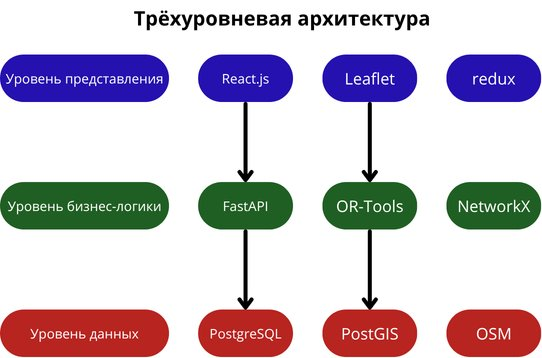 Трёхуровневая архитектура
Уровень представления React.js Leaflet redux
Уровень бизнес-логики FastAPI OR-Tools NetworkX
Уровень данных PostgreSQL PostGIS OSM